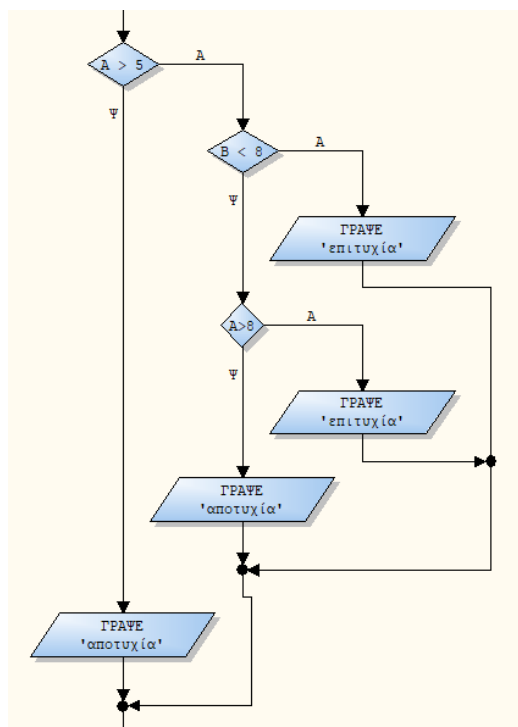 Α > 5
Α
Ψ
Β < 8
Α
Ψ
ΓΡΑΨΕ
'επιτυχία'
Α>8
Α
Ψ
ΓΡΑΨΕ
'επιτυχία'
ΓΡΑΨΕ
'αποτυχία'
ΓΡΑΨΕ
'αποτυχία'